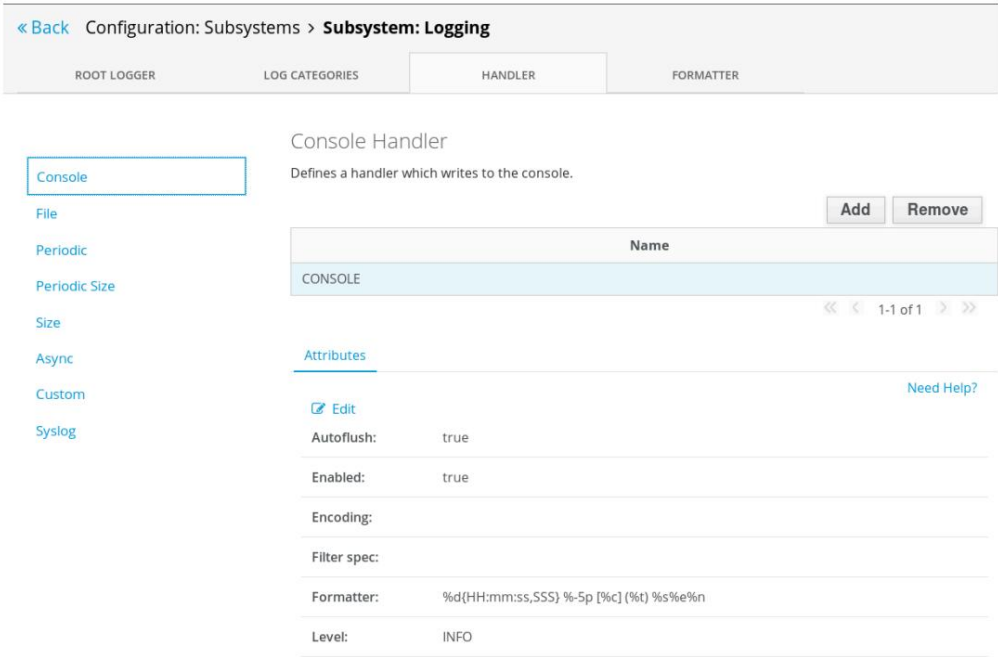 « Back Configuration: Subsystems > Subsystem: Logging
ROOT LOGGER LOG CATEGORIES HANDLER FORMATTER
Console
File
Periodic
Periodic Size
Size
Async
Custom
Syslog
Console Handler
Defines a handler which writes to the console.
Add Remove
Name
CONSOLE
« < 1-1 of 1 > »
Attributes
Need Help?
Edit
Autoflush: true
Enabled: true
Encoding:
Filter spec:
Formatter: %d{HH:mm:ss,SSS} %-5p [%c] (%t) %s%e%n
Level: INFO